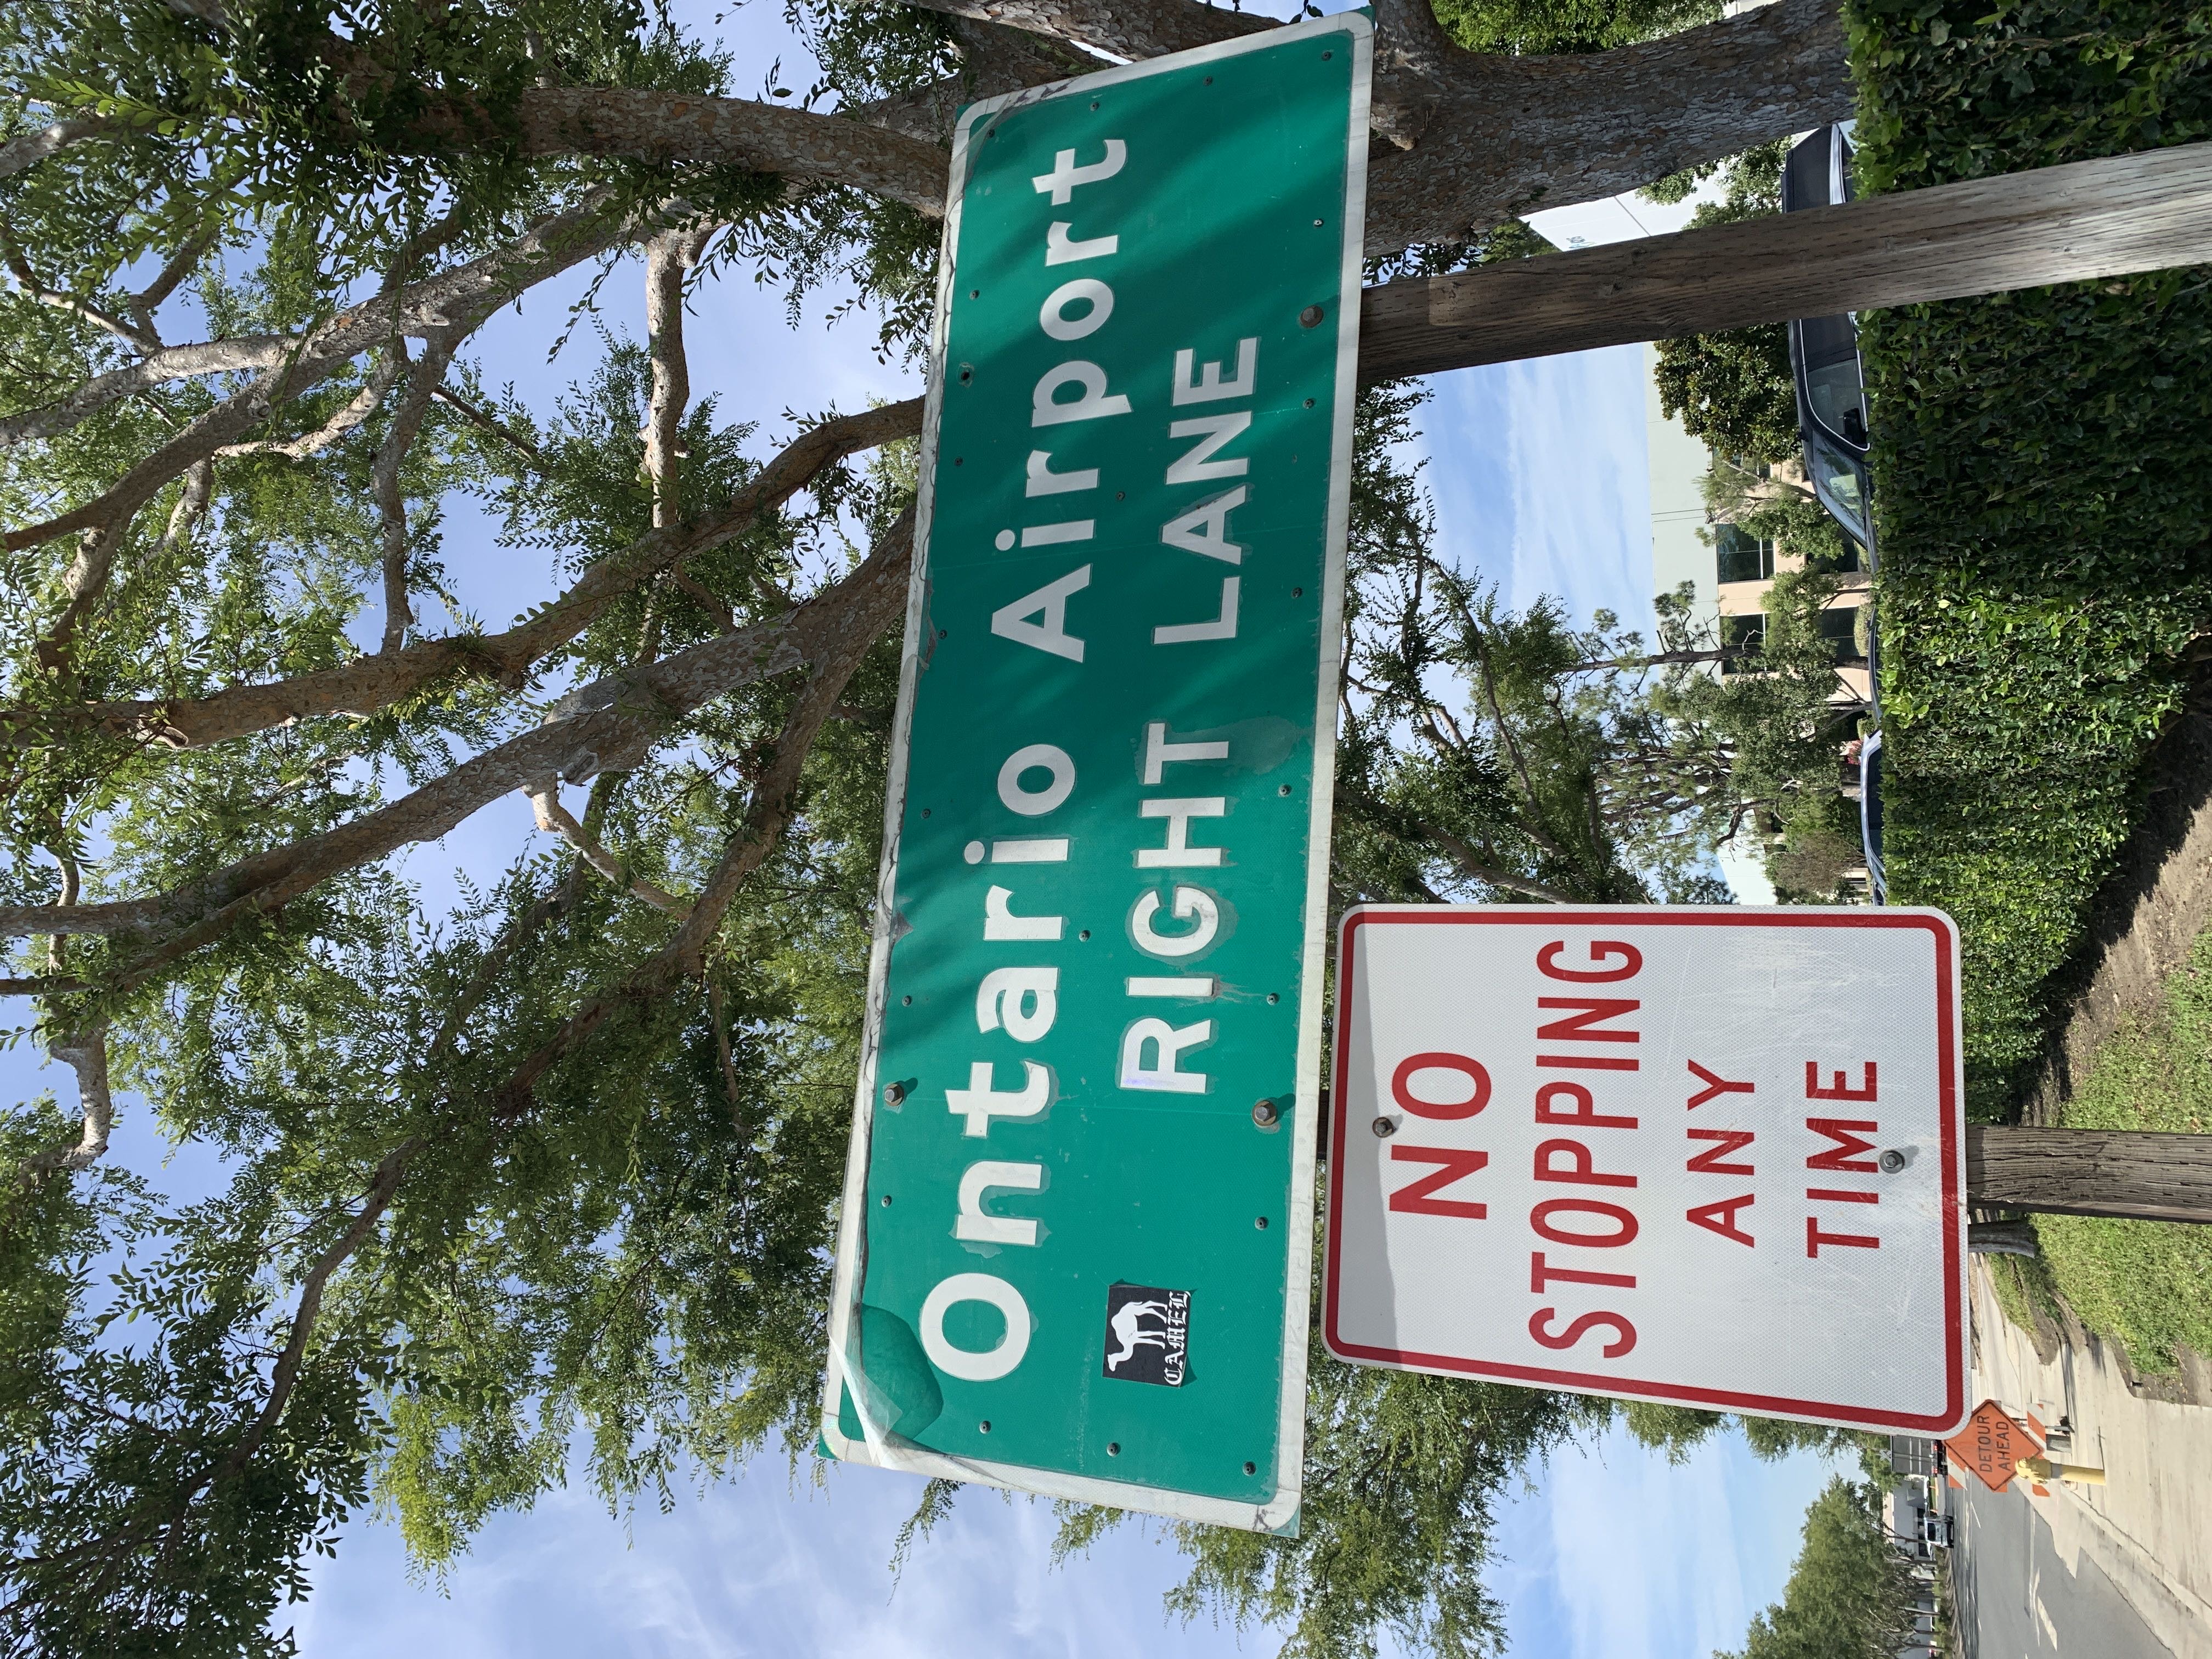 Ontario Airport
RIGHT LANE
CAMEL
NO
STOPPING
ANY
TIME
DETOUR
AHEAD